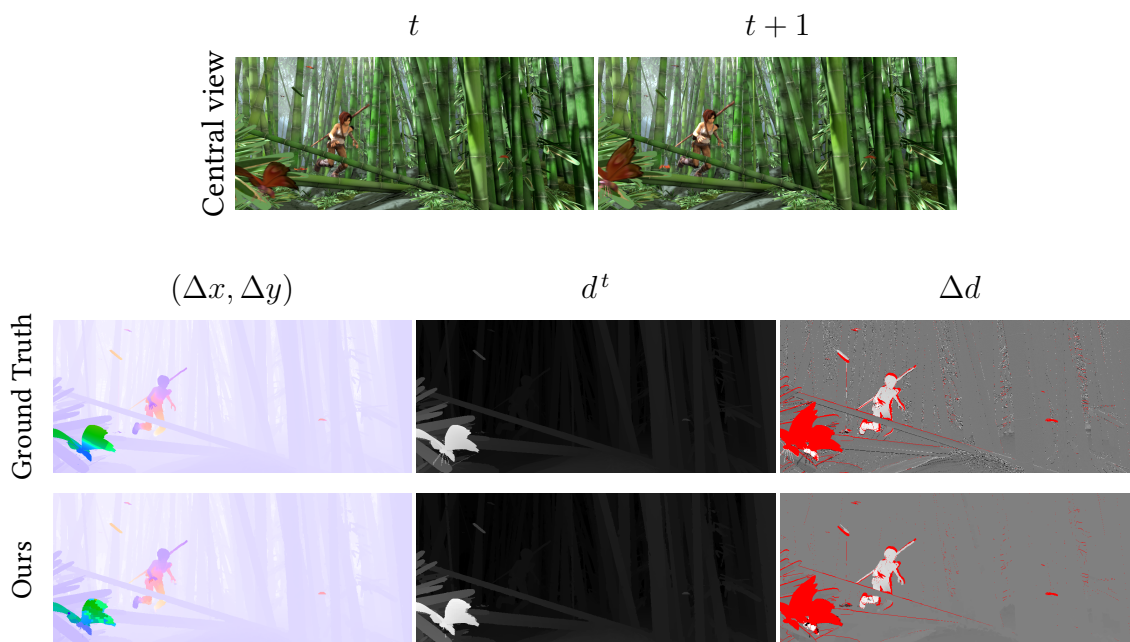 t
t + 1
Central view
(Δx, Δy)
d^t
Δd
Ground Truth
Ours